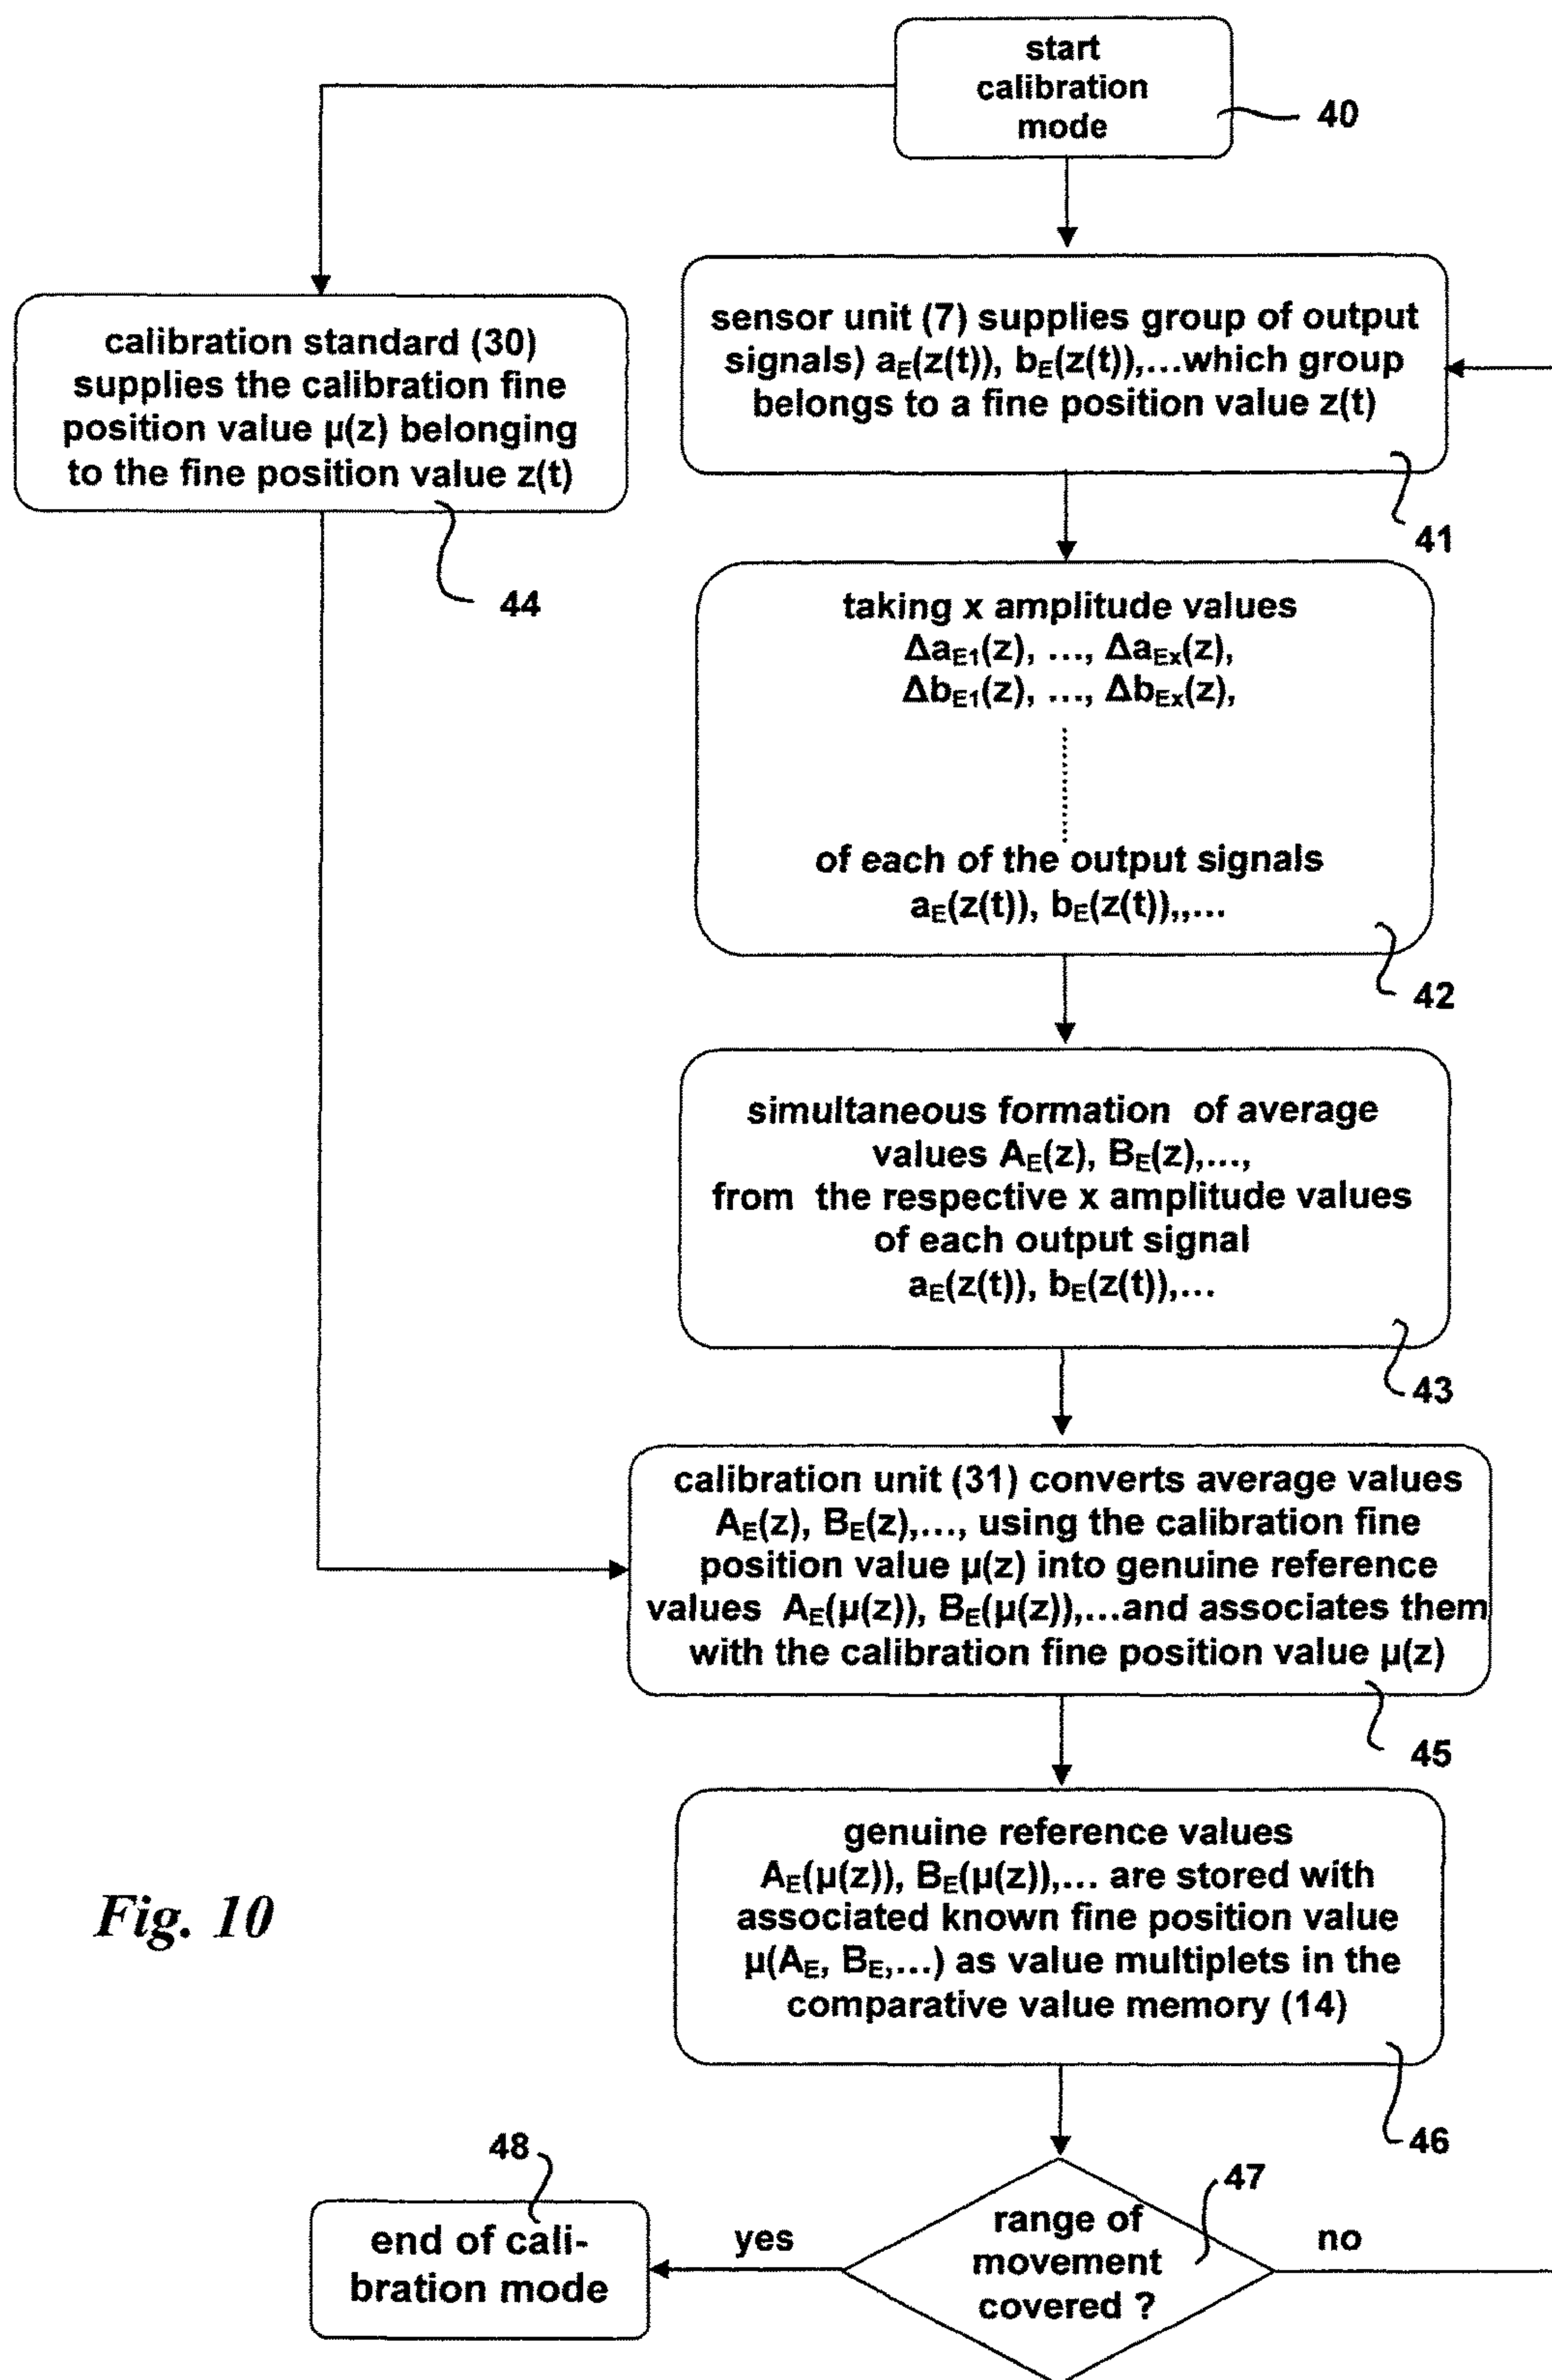 start
calibration
mode
40
calibration standard (30)
supplies the calibration fine
position value μ(z) belonging
to the fine position value z(t)
44
sensor unit (7) supplies group of output
signals) aE(z(t)), bE(z(t)),...which group
belongs to a fine position value z(t)
41
taking x amplitude values
ΔaE1(z), ..., ΔaEx(z),
ΔbE1(z), ..., ΔbEx(z),
of each of the output signals
aE(z(t)), bE(z(t)),,...
42
simultaneous formation of average
values AE(z), BE(z),...,
from the respective x amplitude values
of each output signal
aE(z(t)), bE(z(t)),...
43
calibration unit (31) converts average values
AE(z), BE(z),..., using the calibration fine
position value μ(z) into genuine reference
values AE(μ(z)), BE(μ(z)),...and associates them
with the calibration fine position value μ(z)
45
genuine reference values
AE(μ(z)), BE(μ(z)),... are stored with
associated known fine position value
μ(AE, BE,...) as value multiplets in the
comparative value memory (14)
46
Fig. 10
47
range of
movement
covered ?
yes
no
48
end of cali-
bration mode